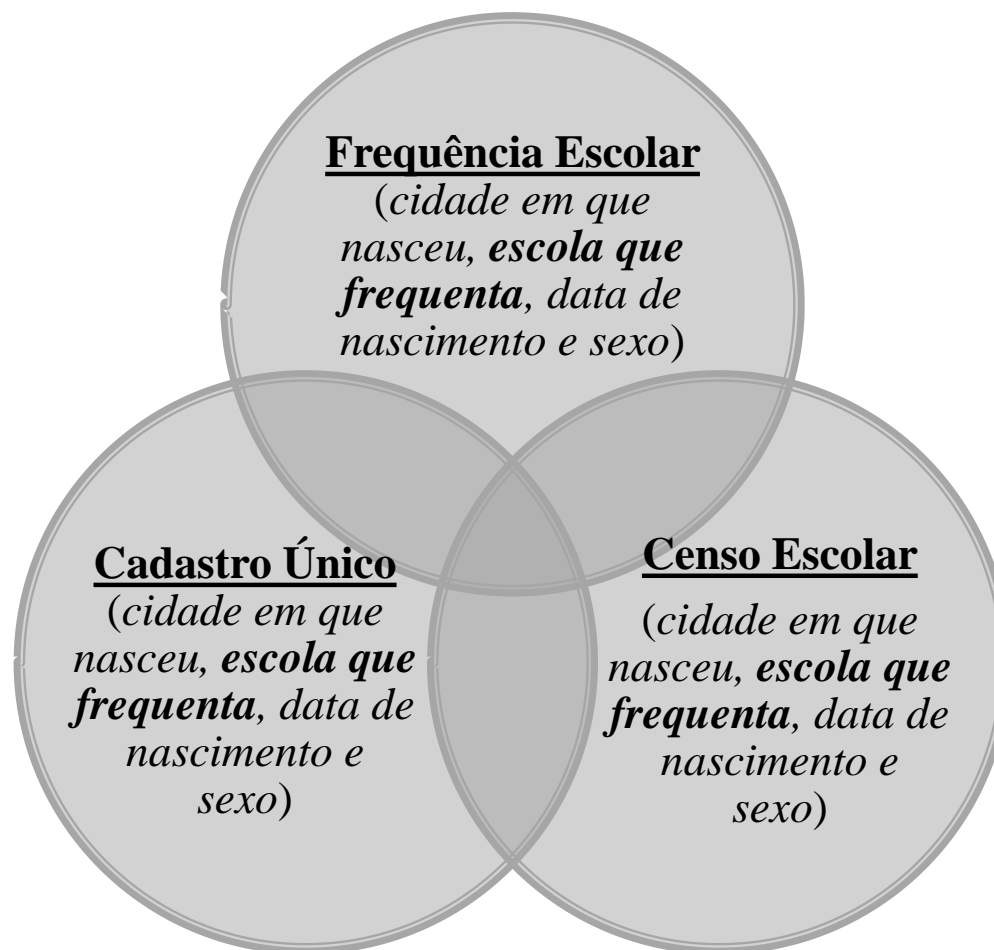 Frequência Escolar
(cidade em que
nasceu, escola que
frequenta, data de
nascimento e sexo)
Cadastro Único
(cidade em que
nasceu, escola que
frequenta, data de
nascimento e
sexo)
Censo Escolar
(cidade em que
nasceu, escola que
frequenta, data de
nascimento e
sexo)